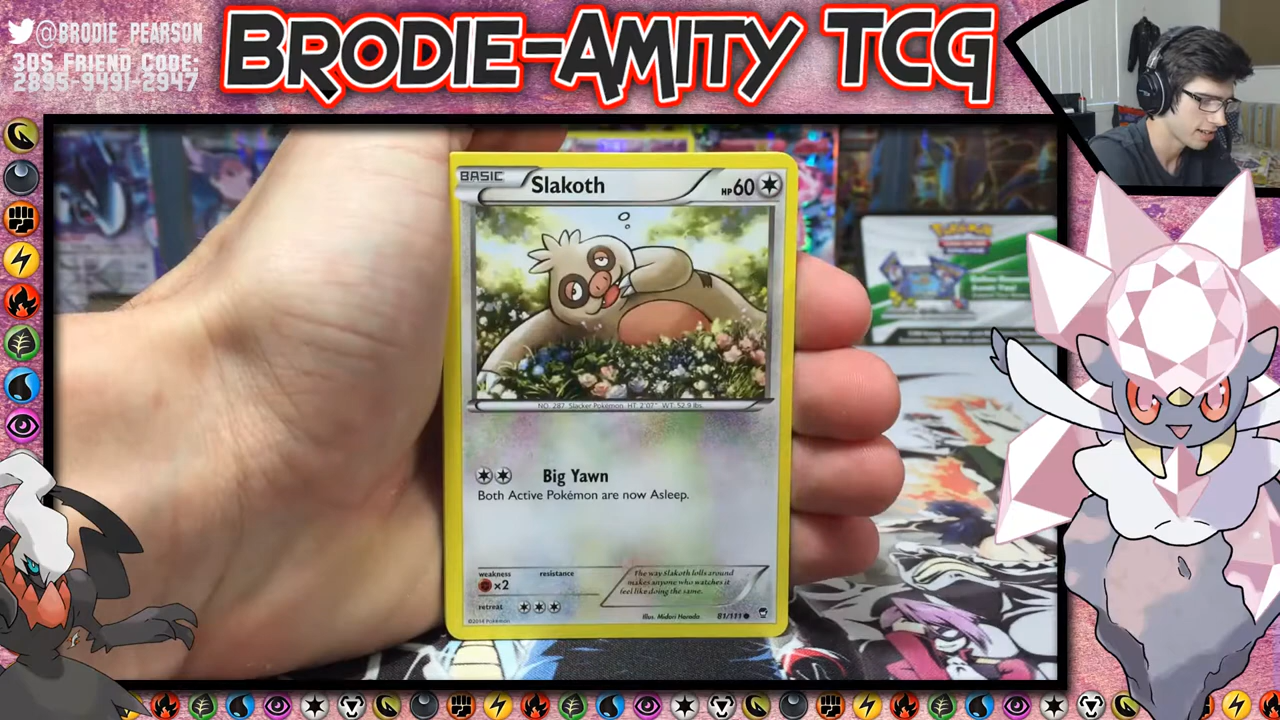 @BRODIE_PEARSON
3DS Friend Code:
2895-9491-2947
BRODIE-AMITY TCG
BASIC
Slakoth
HP60
NO. 287 Slacker Pokémon HT: 2'07" WT: 52.9 lbs.
Big Yawn
Both Active Pokémon are now Asleep.
weakness
resistance
×2
The way Slakoth lolls around
makes anyone who watches it
feel like doing the same.
retreat
©2014 Pokémon
Illus. Midori Harada
81/111
Pokémon